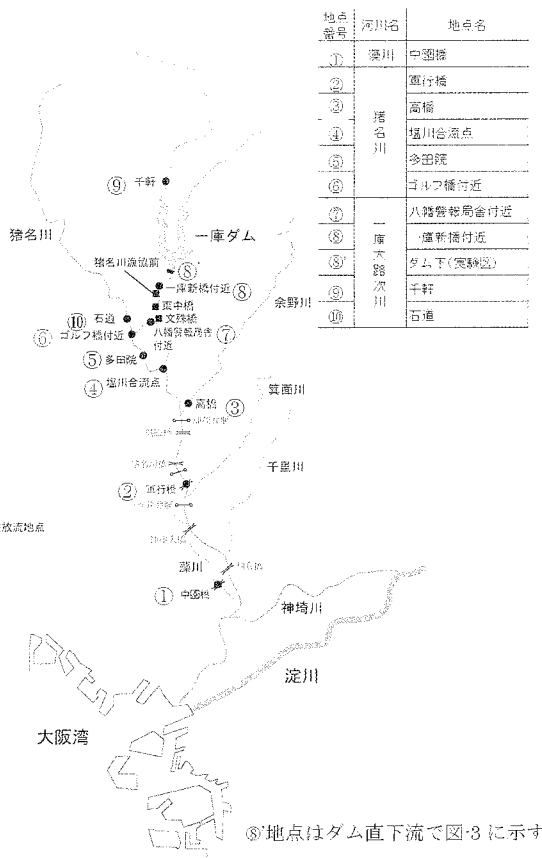 地点番号 河川名 地点名
① 藻川 中園橋
② 猪名川 軍行橋
③ 高橋
④ 塩川合流点
⑤ 多田院
⑥ ゴルフ橋付近
⑦ 一庫大路次川 八幡警報局舎付近
⑧ 一庫新橋付近
⑧' ダム下(実験区)
⑨ 千軒
⑩ 石道
⑨ 千軒
猪名川
一庫ダム
猪名川漁協前
⑧'
一庫新橋付近 ⑧
東中橋
余野川
⑩ 石道
文殊橋
⑥ ゴルフ橋付近
八幡警報局舎付近 ⑦
⑤ 多田院
④ 塩川合流点
箕面川
高橋 ③
千里川
② 軍行橋
放流地点
藻川
① 中園橋
神埼川
淀川
大阪湾
⑧'地点はダム直下流で図-3 に示す